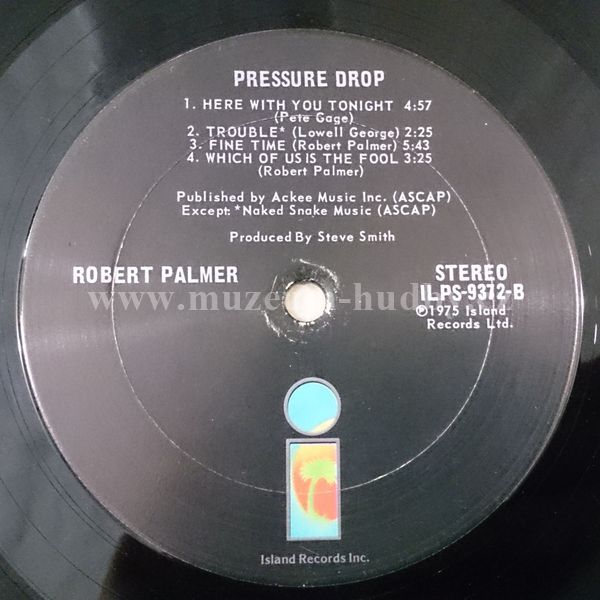 PRESSURE DROP
1. HERE WITH YOU TONIGHT 4:57
(Pete Gage)
2. TROUBLE* (Lowell George) 2:25
3. FINE TIME (Robert Palmer) 5:43
4. WHICH OF US IS THE FOOL 3:25
(Robert Palmer)
Published by Ackee Music Inc. (ASCAP)
Except: *Naked Snake Music (ASCAP)
Produced By Steve Smith
ROBERT PALMER
STEREO
ILPS-9372-B
℗1975 Island
Records Ltd.
Island Records Inc.